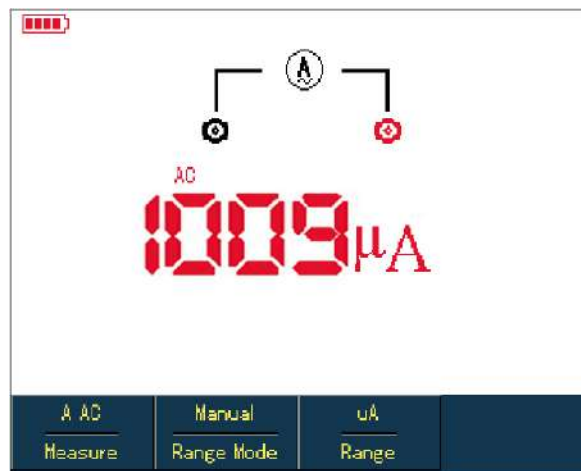 A
AC
1009μA
A AC
Manual
uA
Measure
Range Mode
Range